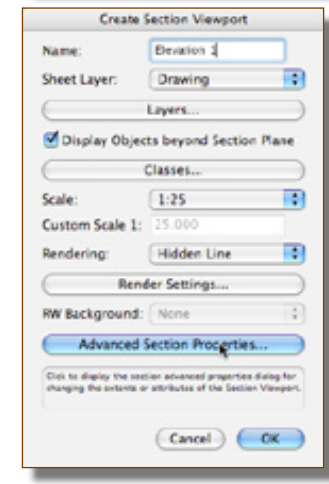 Create Section Viewport
Name: Elevation 1
Sheet Layer: Drawing
Layers...
Display Objects beyond Section Plane
Classes...
Scale: 1:25
Custom Scale 1: 25.000
Rendering: Hidden Line
Render Settings...
RW Background: None
Advanced Section Properties...
Click to display the section advanced properties dialog for
changing the extents or attributes of the Section Viewport.
Cancel OK